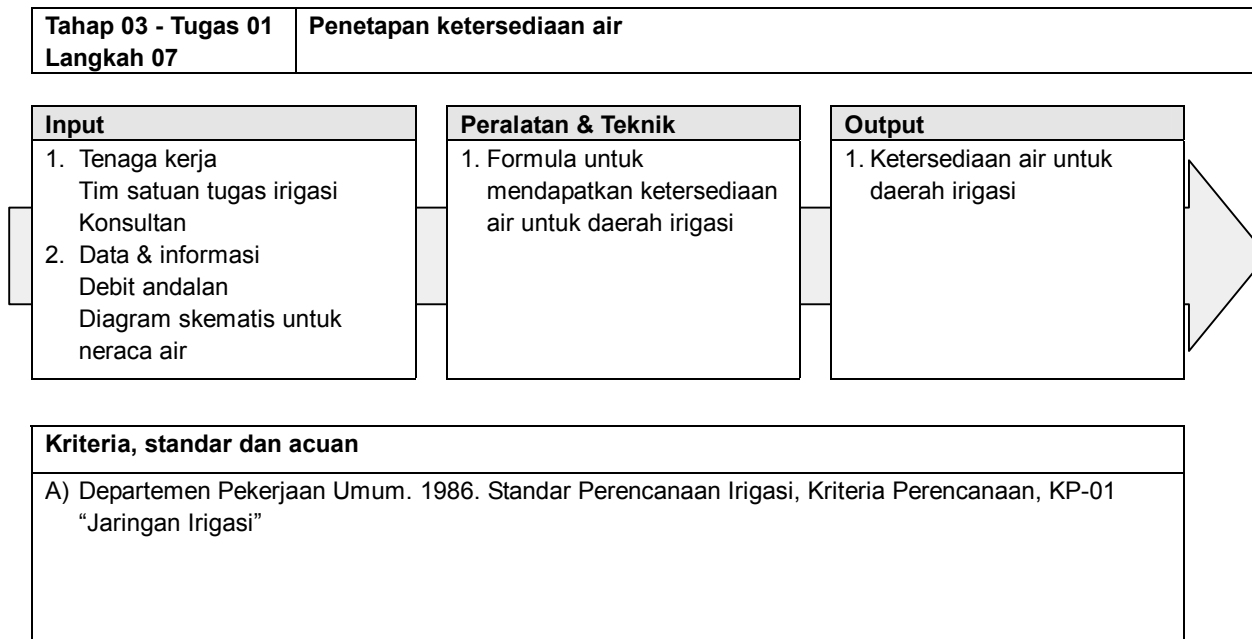 Tahap 03 - Tugas 01
Langkah 07
Penetapan ketersediaan air
Input
1. Tenaga kerja
Tim satuan tugas irigasi
Konsultan
2. Data & informasi
Debit andalan
Diagram skematis untuk
neraca air
Peralatan & Teknik
1. Formula untuk
mendapatkan ketersediaan
air untuk daerah irigasi
Output
1. Ketersediaan air untuk
daerah irigasi
Kriteria, standar dan acuan
A) Departemen Pekerjaan Umum. 1986. Standar Perencanaan Irigasi, Kriteria Perencanaan, KP-01
“Jaringan Irigasi”